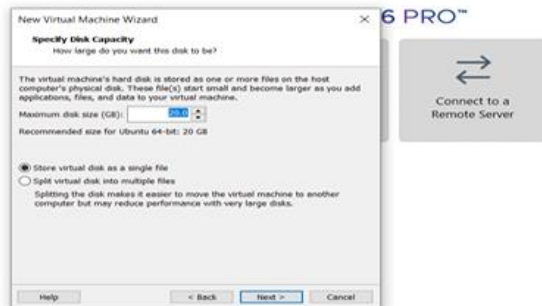 New Virtual Machine Wizard
6 PRO™
Specify Disk Capacity
How large do you want this disk to be?
The virtual machine's hard disk is stored as one or more files on the host
computer's physical disk. These file(s) start small and become larger as you add
applications, files, and data to your virtual machine.
Maximum disk size (GB): 20.0
Recommended size for Ubuntu 64-bit: 20 GB
Store virtual disk as a single file
Split virtual disk into multiple files
Splitting the disk makes it easier to move the virtual machine to another
computer but may reduce performance with very large disks.
Connect to a
Remote Server
Help
< Back
Next >
Cancel